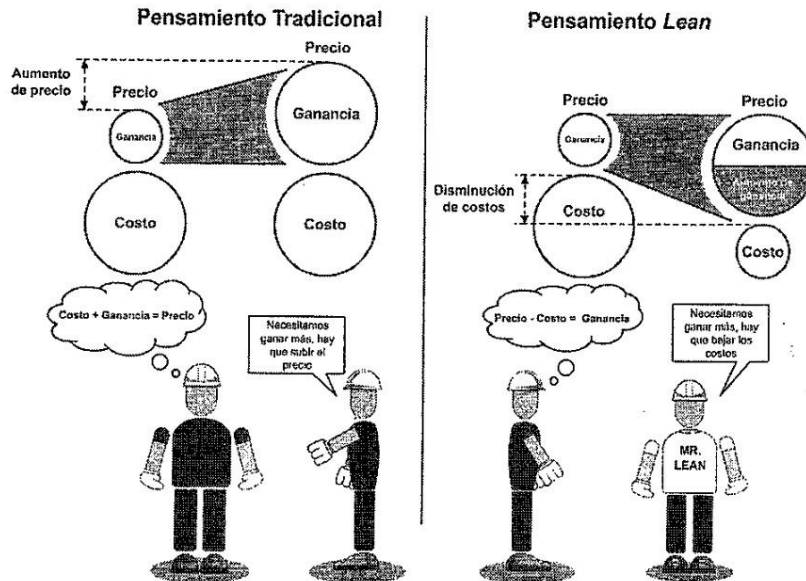 Pensamiento Tradicional
Precio
Aumento
de precio
Precio
Ganancia
Ganancia
Costo
Costo
Costo + Ganancia = Precio
Necesitamos
ganar más, hay
que subir el
precio
Pensamiento Lean
Precio
Precio
Ganancia
Ganancia
Disminución
de costos
Costo
Costo
Precio - Costo = Ganancia
Necesitamos
ganar más, hay
que bajar los
costos
MR.
LEAN